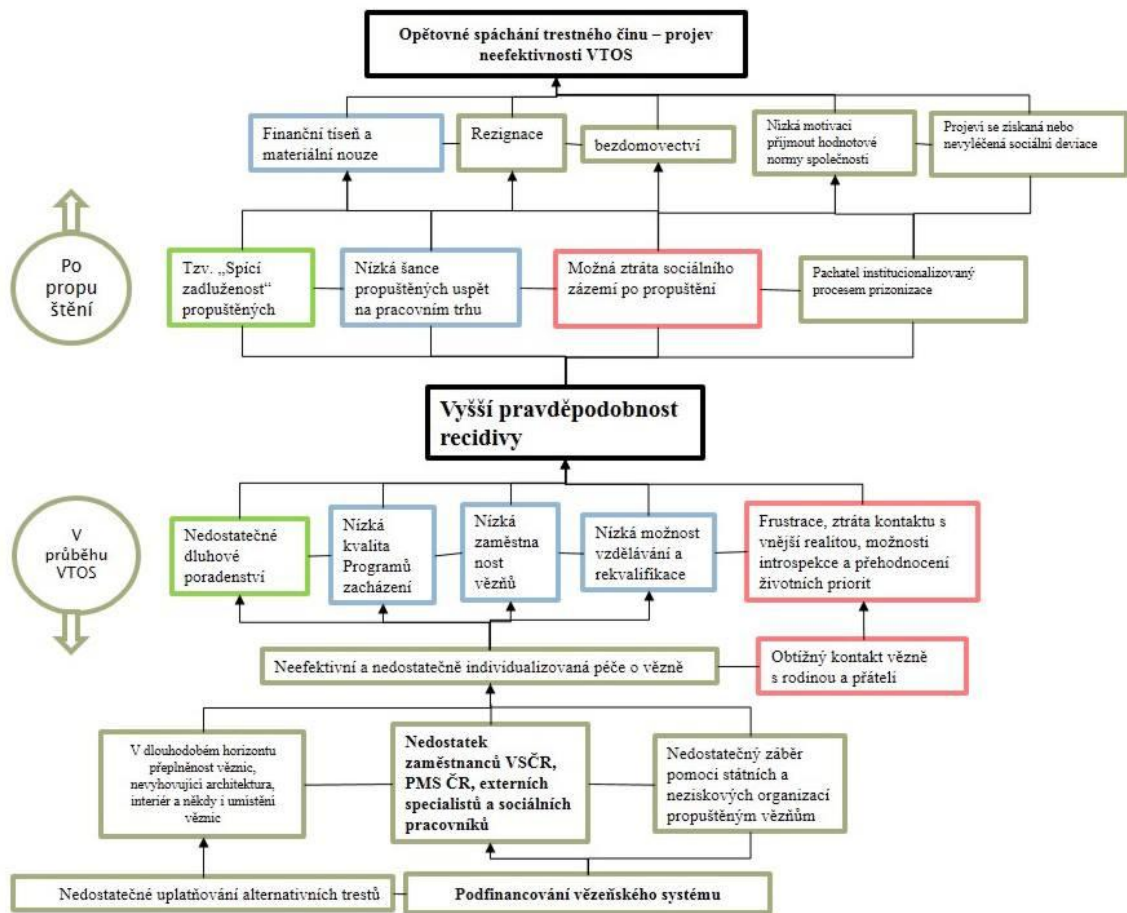 Opětovné spáchání trestného činu – projev
neefektivnosti VTOS
Finanční tíseň a
materiální nouze
Rezignace
bezdomovectví
Nízká motivaci
přijmout hodnotové
normy společnosti
Projeví se získaná nebo
nevyléčená sociální deviace
Po
propu
štění
Tzv. „Spící
zadluženost“
propuštěných
Nízká šance
propuštěných uspět
na pracovním trhu
Možná ztráta sociálního
zázemí po propuštění
Pachatel institucionalizovaný
procesem prizonizace
Vyšší pravděpodobnost
recidivy
V
průběhu
VTOS
Nedostatečné
dluhové
poradenství
Nízká
kvalita
Programů
zacházení
Nízká
zaměstna
nost
vězňů
Nízká možnost
vzdělávání a
rekvalifikace
Frustrace, ztráta kontaktu s
vnější realitou, možnosti
introspekce a přehodnocení
životních priorit
Neefektivní a nedostatečně individualizovaná péče o vězně
Obtížný kontakt vězně
s rodinou a přáteli
V dlouhodobém horizontu
přeplněnost věznic,
nevyhovující architektura,
interiér a někdy i umístění
věznic
Nedostatek
zaměstnanců VSČR,
PMS ČR, externích
specialistů a sociálních
pracovníků
Nedostatečný záběr
pomoci státních a
neziskových organizací
propuštěným vězňům
Nedostatečné uplatňování alternativních trestů
Podfinancování vězeňského systému